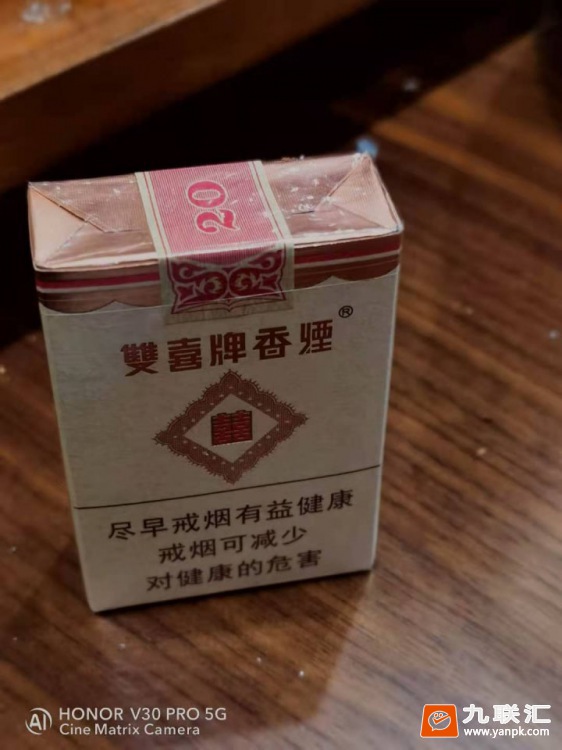 20
雙喜牌香煙®
囍
尽早戒烟有益健康
戒烟可减少
对健康的危害
AI HONOR V30 PRO 5G
Cine Matrix Camera
九联汇
www.yanpk.com